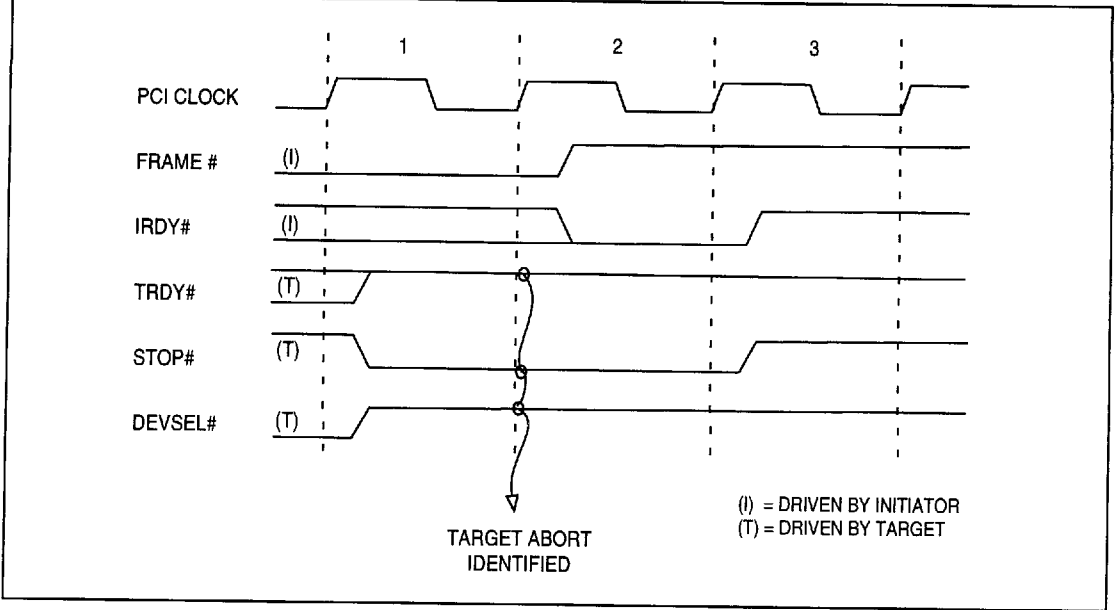 1 2 3
PCI CLOCK
FRAME # (I)
IRDY# (I)
TRDY# (T)
STOP# (T)
DEVSEL# (T)
(I) = DRIVEN BY INITIATOR
(T) = DRIVEN BY TARGET
TARGET ABORT
IDENTIFIED